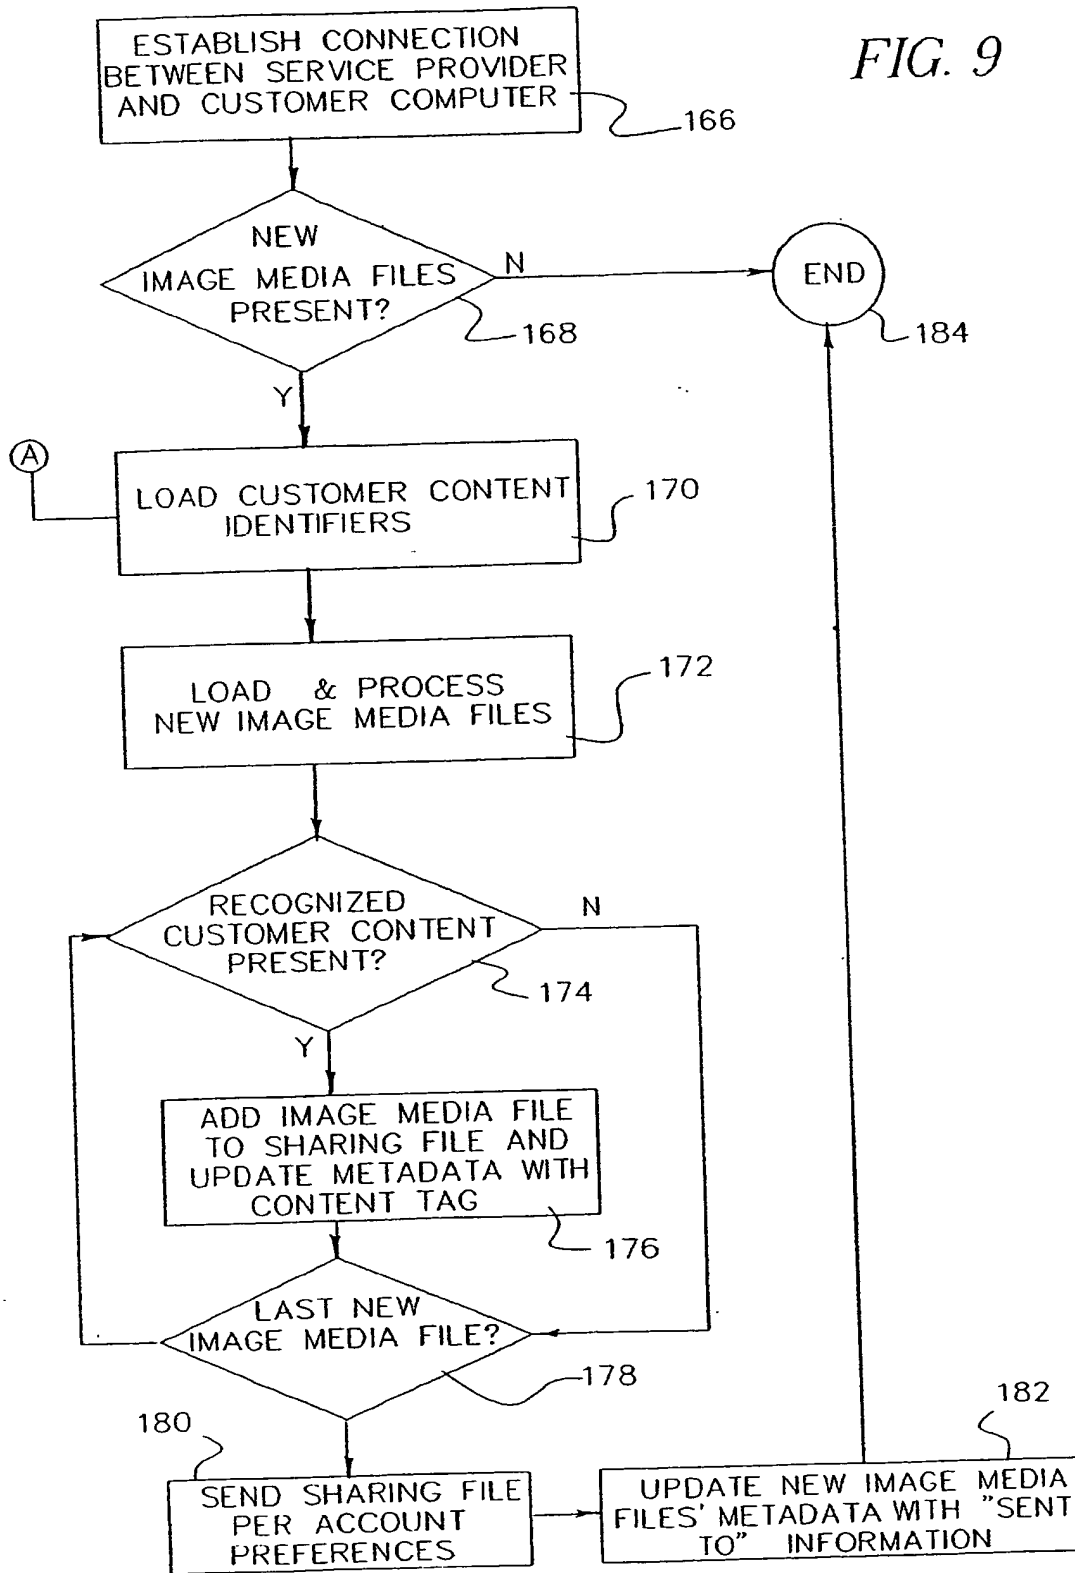 FIG. 9
ESTABLISH CONNECTION
BETWEEN SERVICE PROVIDER
AND CUSTOMER COMPUTER
166
NEW
IMAGE MEDIA FILES
PRESENT?
N
168
END
184
Y
A
LOAD CUSTOMER CONTENT
IDENTIFIERS
170
LOAD & PROCESS
NEW IMAGE MEDIA FILES
172
RECOGNIZED
CUSTOMER CONTENT
PRESENT?
N
174
Y
ADD IMAGE MEDIA FILE
TO SHARING FILE AND
UPDATE METADATA WITH
CONTENT TAG
176
LAST NEW
IMAGE MEDIA FILE?
178
180
SEND SHARING FILE
PER ACCOUNT
PREFERENCES
182
UPDATE NEW IMAGE MEDIA
FILES' METADATA WITH "SENT
TO" INFORMATION